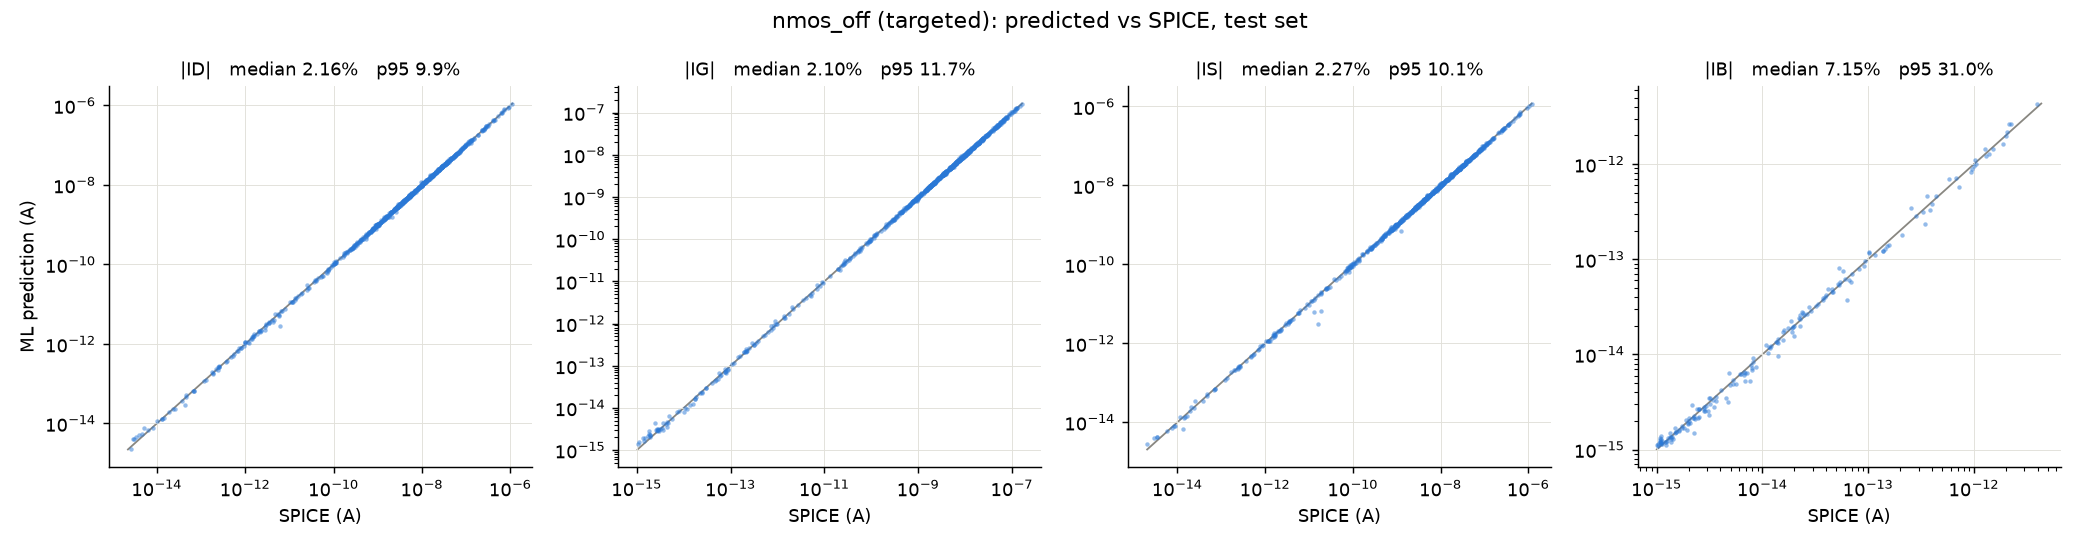 nmos_off (targeted): predicted vs SPICE, test set
|ID|   median 2.16%   p95 9.9%
|IG|   median 2.10%   p95 11.7%
|IS|   median 2.27%   p95 10.1%
|IB|   median 7.15%   p95 31.0%
ML prediction (A)
10⁻⁶
10⁻⁸
10⁻¹⁰
10⁻¹²
10⁻¹⁴
10⁻¹⁴ 10⁻¹² 10⁻¹⁰ 10⁻⁸ 10⁻⁶
SPICE (A)
10⁻⁷
10⁻⁸
10⁻⁹
10⁻¹⁰
10⁻¹¹
10⁻¹²
10⁻¹³
10⁻¹⁴
10⁻¹⁵
10⁻¹⁵ 10⁻¹³ 10⁻¹¹ 10⁻⁹ 10⁻⁷
SPICE (A)
10⁻⁶
10⁻⁸
10⁻¹⁰
10⁻¹²
10⁻¹⁴
10⁻¹⁴ 10⁻¹² 10⁻¹⁰ 10⁻⁸ 10⁻⁶
SPICE (A)
10⁻¹²
10⁻¹³
10⁻¹⁴
10⁻¹⁵
10⁻¹⁵ 10⁻¹⁴ 10⁻¹³ 10⁻¹²
SPICE (A)